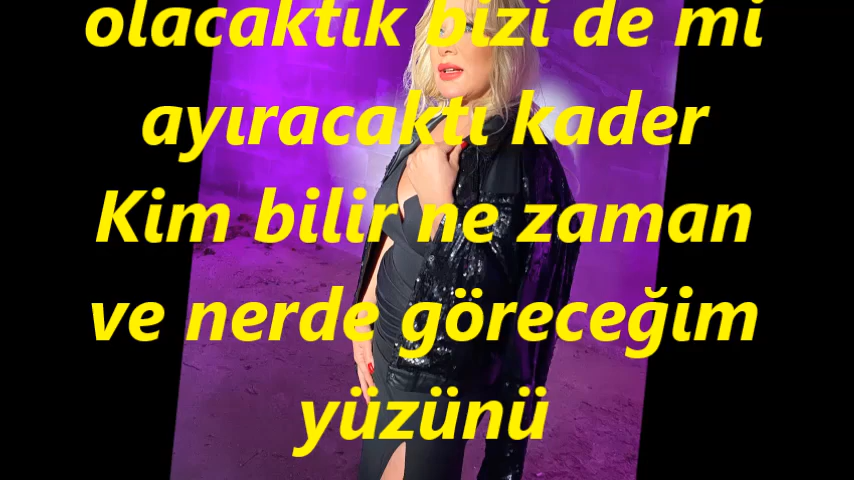 olacaktık bizi de mi
ayıracaktı kader
Kim bilir ne zaman
ve nerde göreceğim
yüzünü